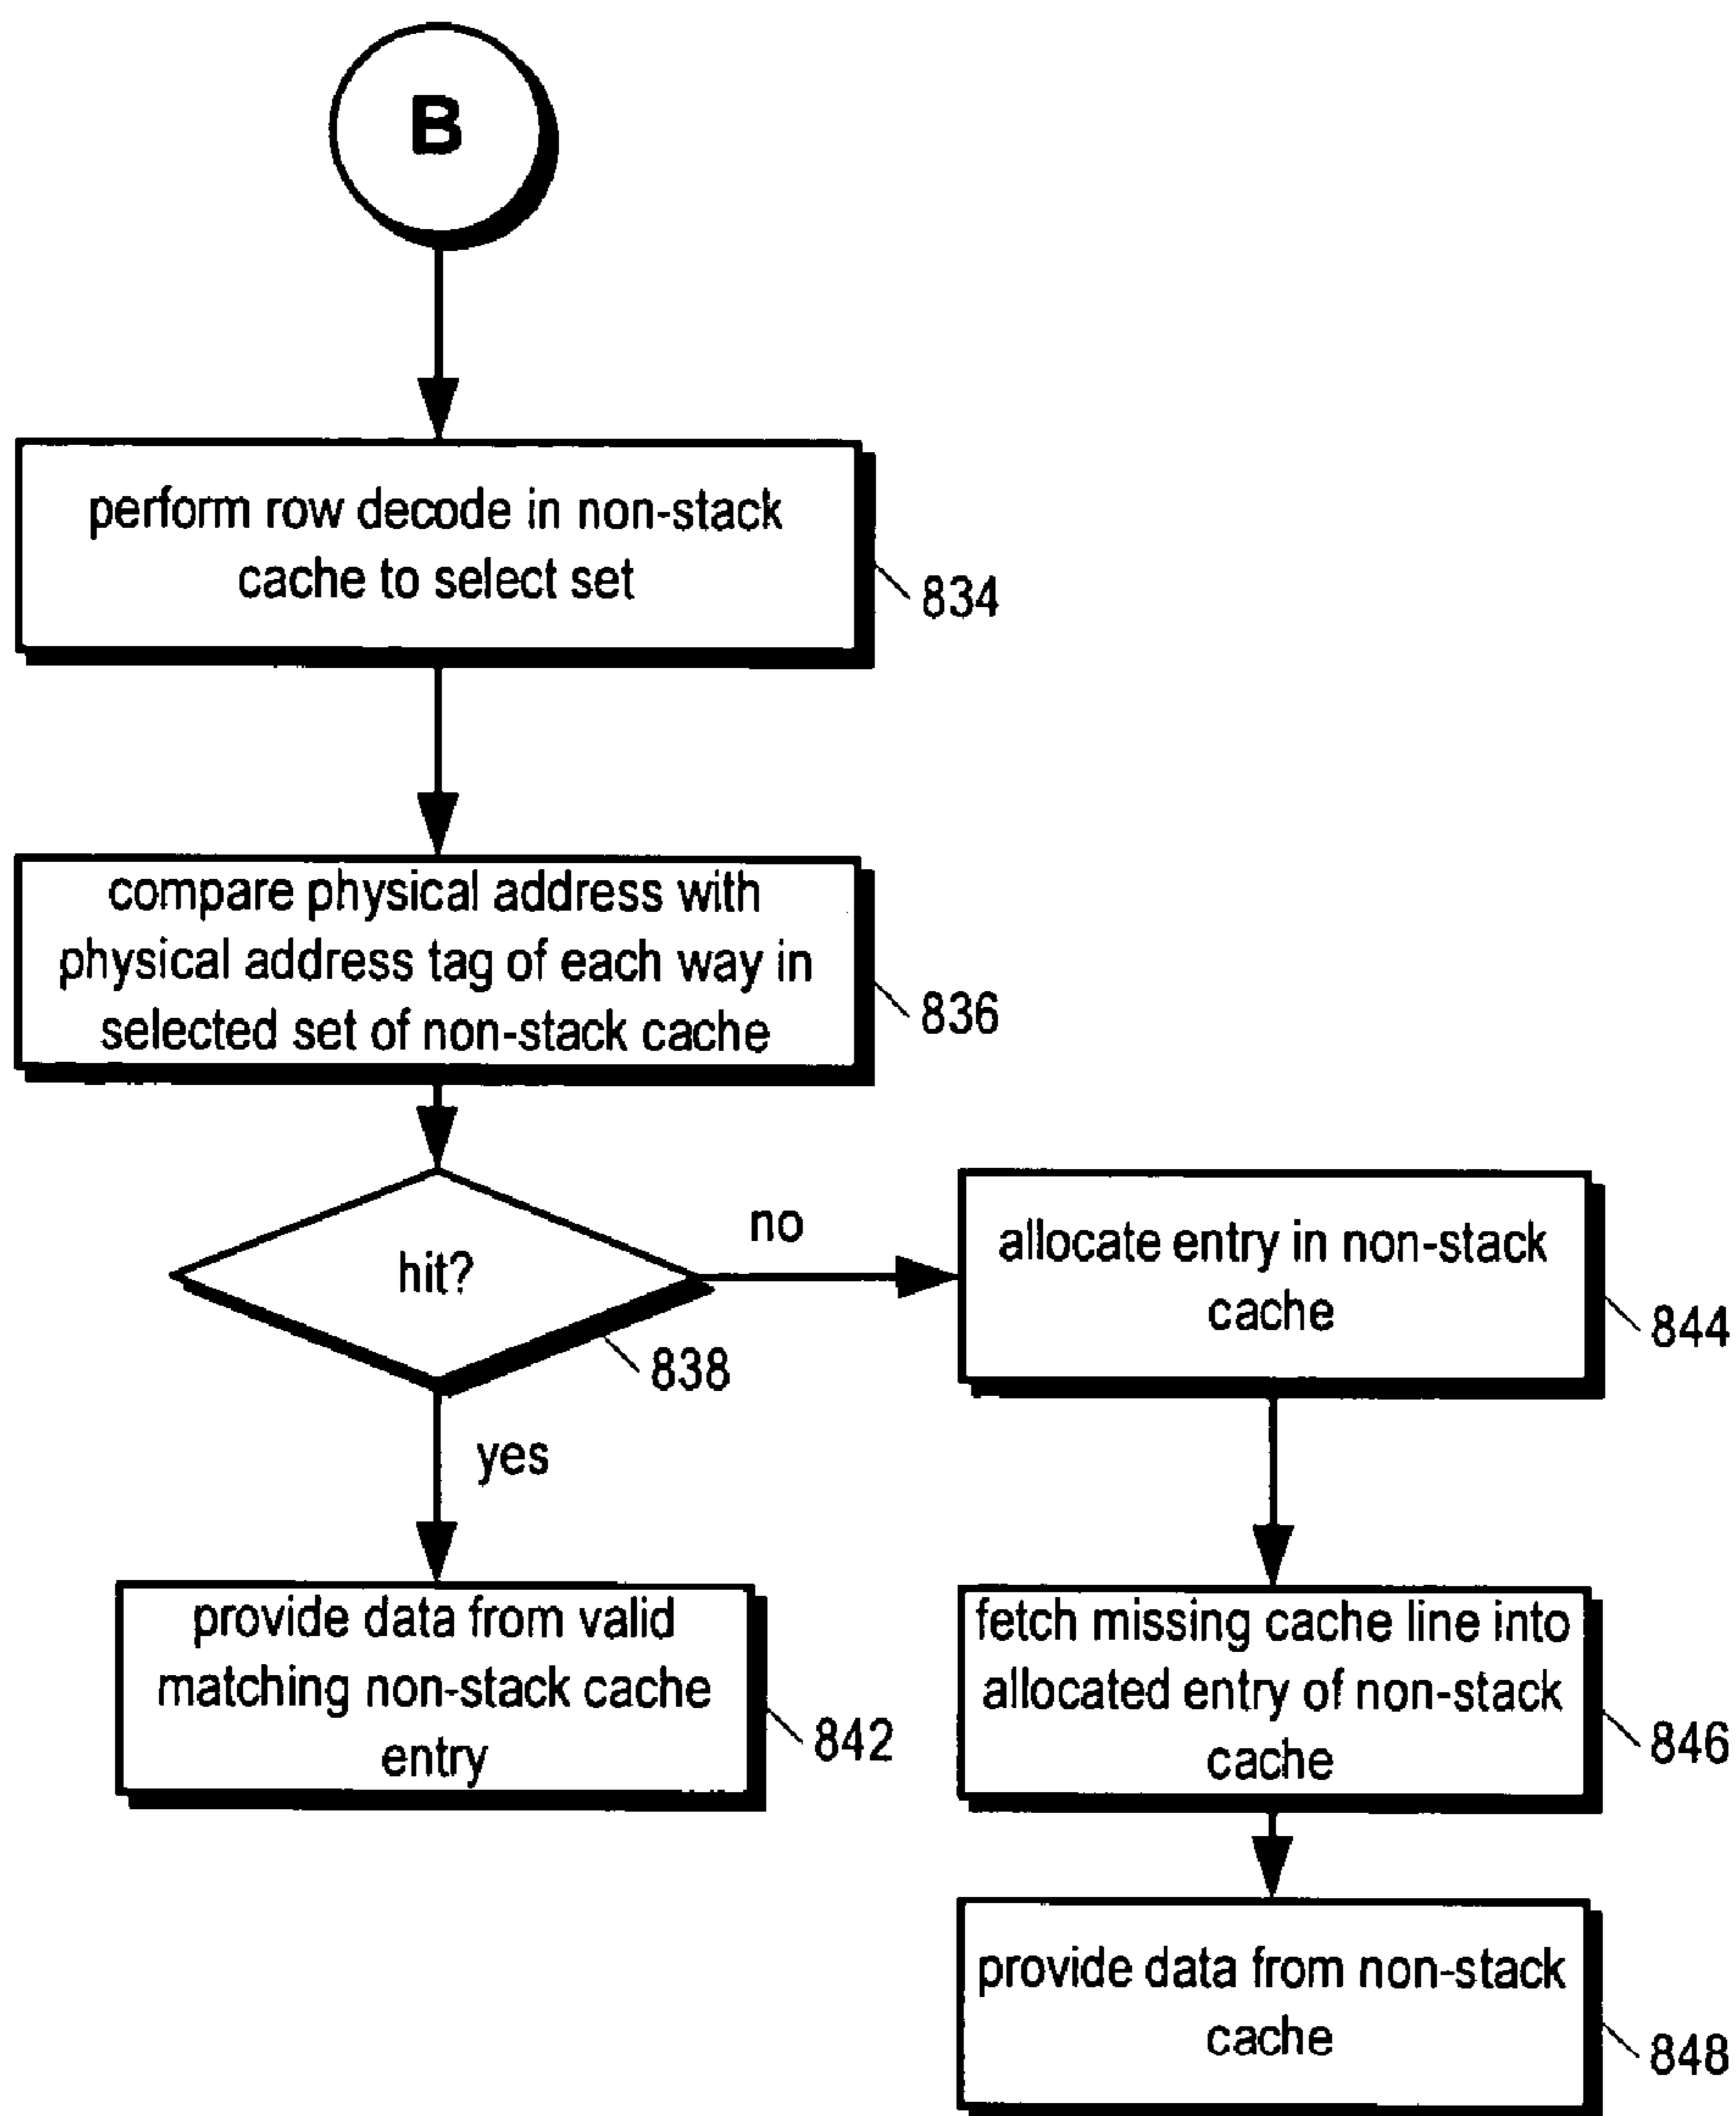 B
perform row decode in non-stack
cache to select set
834
compare physical address with
physical address tag of each way in
selected set of non-stack cache
836
hit?
838
no
yes
allocate entry in non-stack
cache
844
provide data from valid
matching non-stack cache
entry
842
fetch missing cache line into
allocated entry of non-stack
cache
846
provide data from non-stack
cache
848